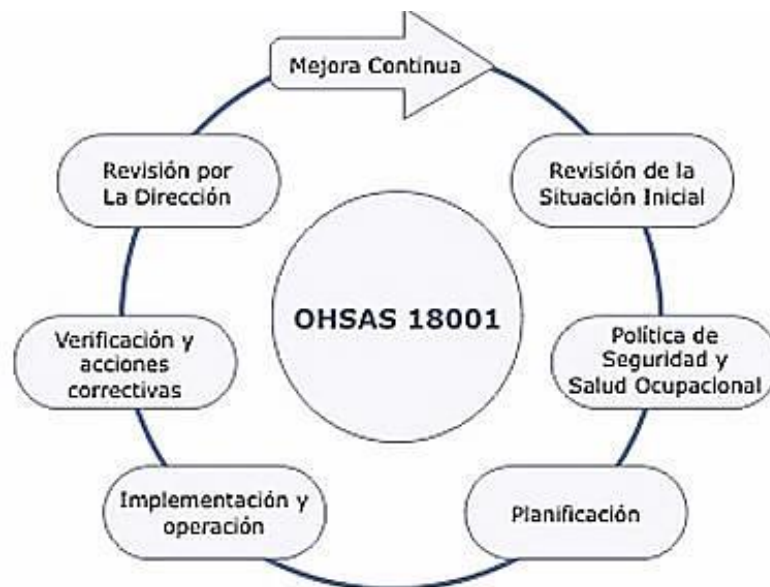 Mejora Continua
Revisión de la
Situación Inicial
Política de
Seguridad y
Salud Ocupacional
Planificación
Implementación y
operación
Verificación y
acciones
correctivas
Revisión por
La Dirección
OHSAS 18001